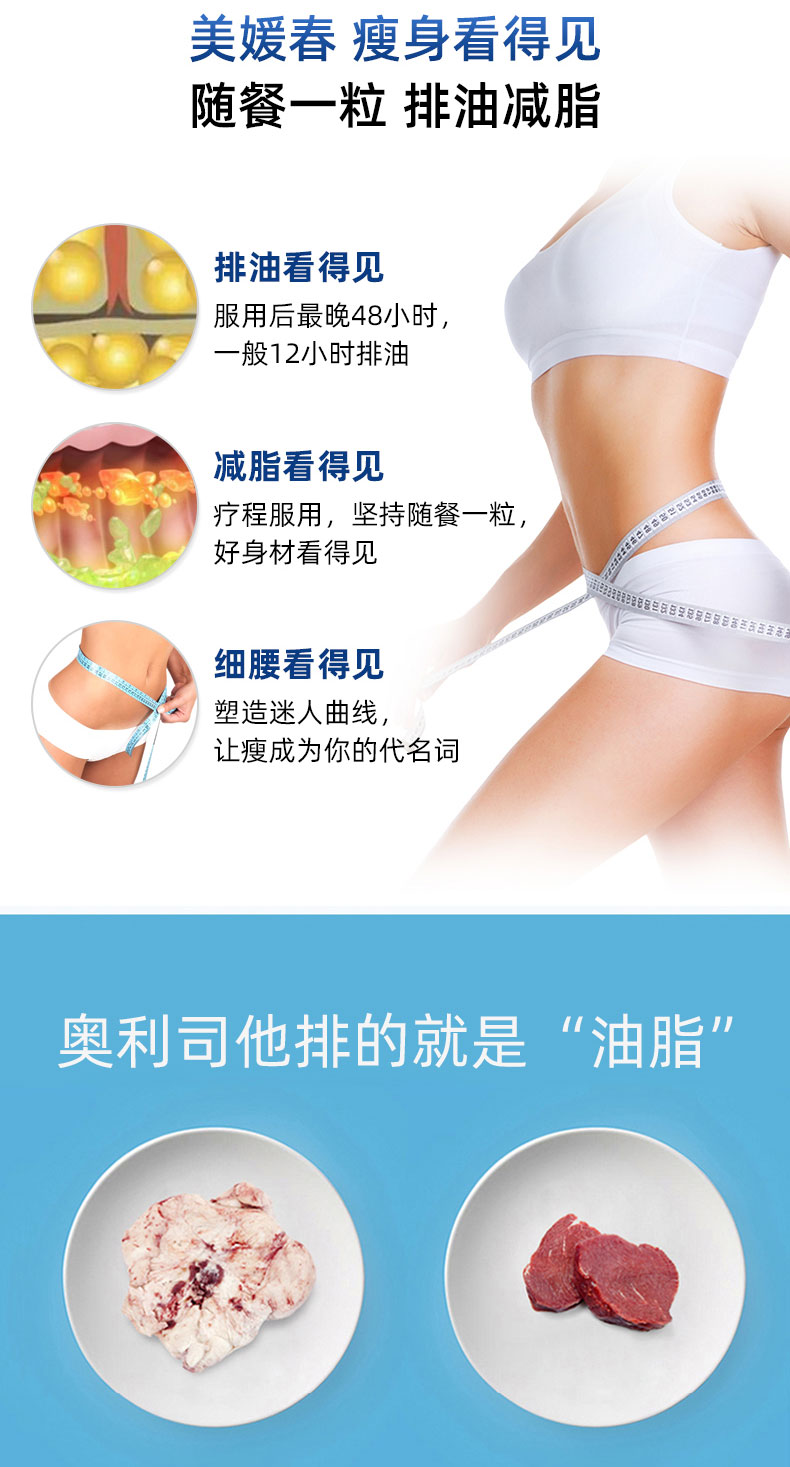 美媛春 瘦身看得见
随餐一粒 排油减脂
排油看得见
服用后最晚48小时，
一般12小时排油
减脂看得见
疗程服用，坚持随餐一粒，
好身材看得见
细腰看得见
塑造迷人曲线，
让瘦成为你的代名词
奥利司他排的就是“油脂”